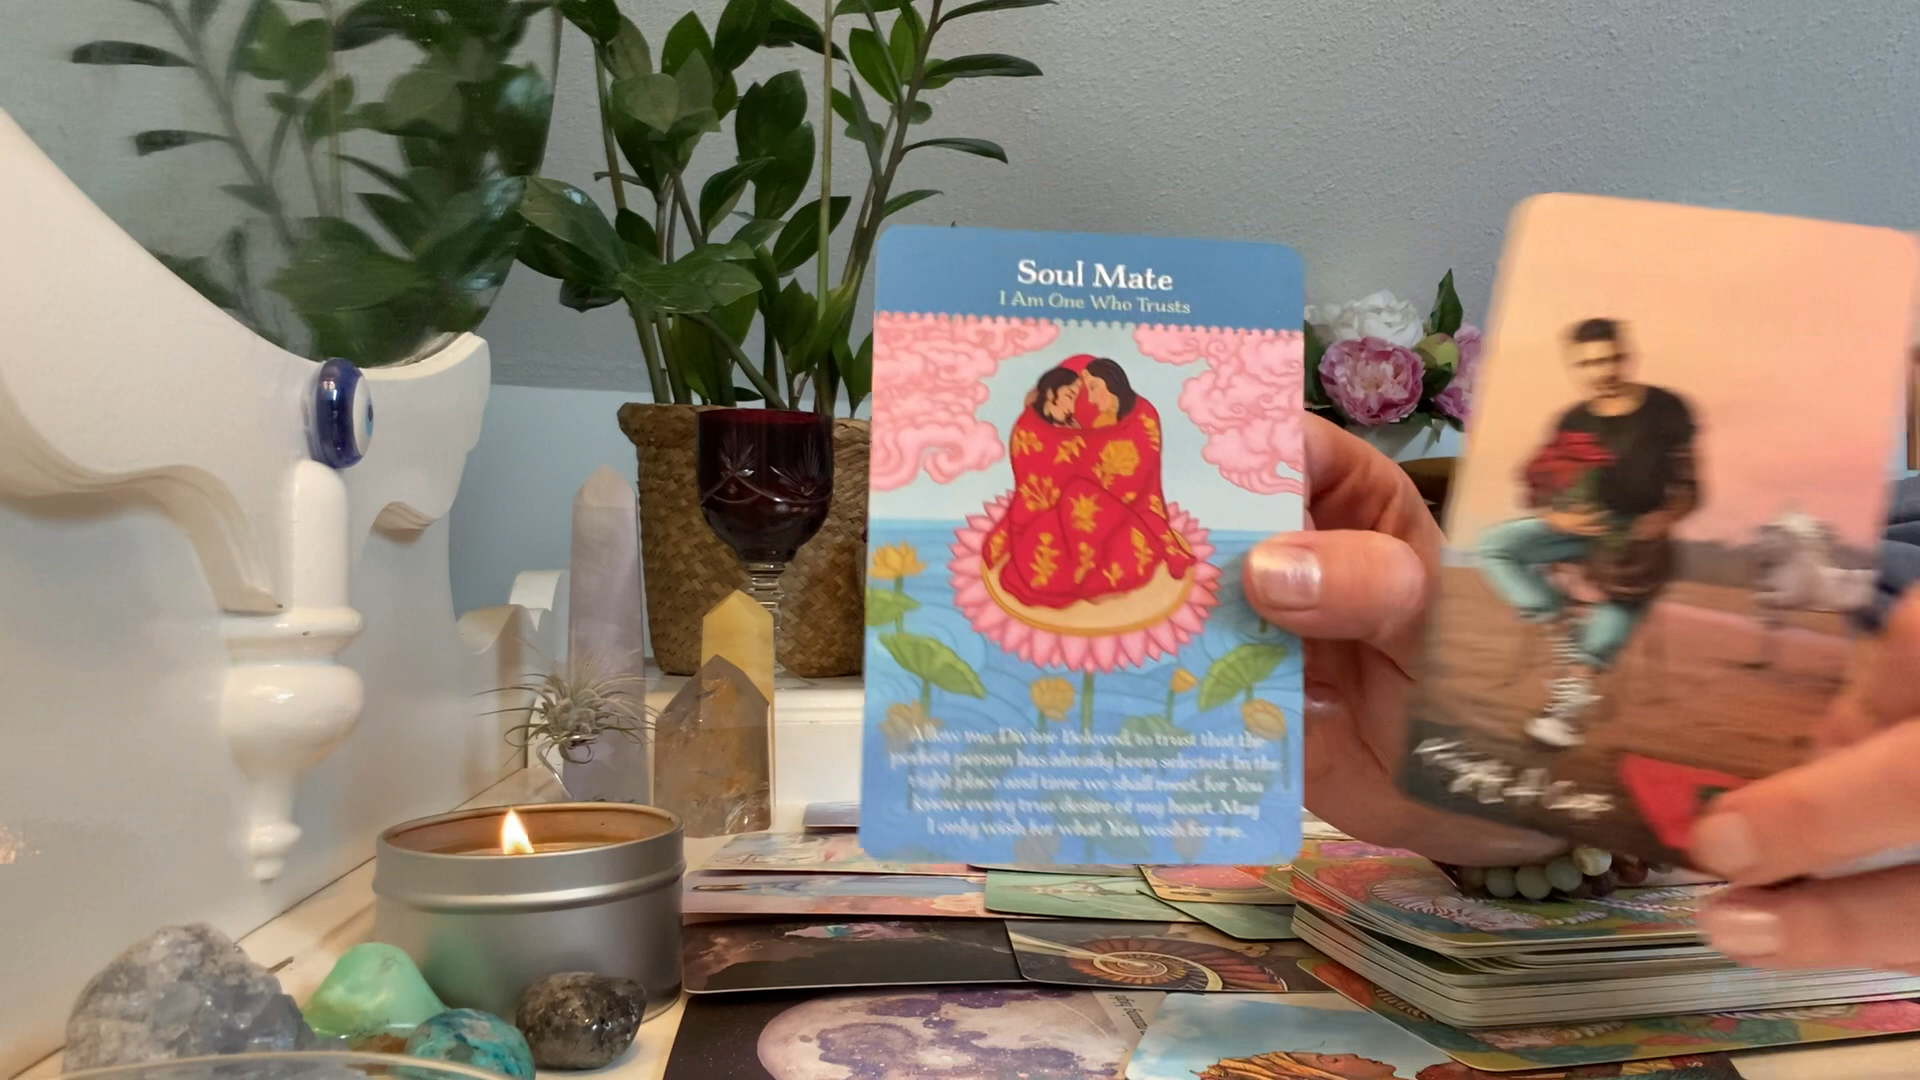 Soul Mate
I Am One Who Trusts
Allow me, Divine Beloved, to trust that the
perfect person has already been selected. In the
right place and time we shall meet, for You
know every true desire of my heart. May
I only wish for what You wish for me.